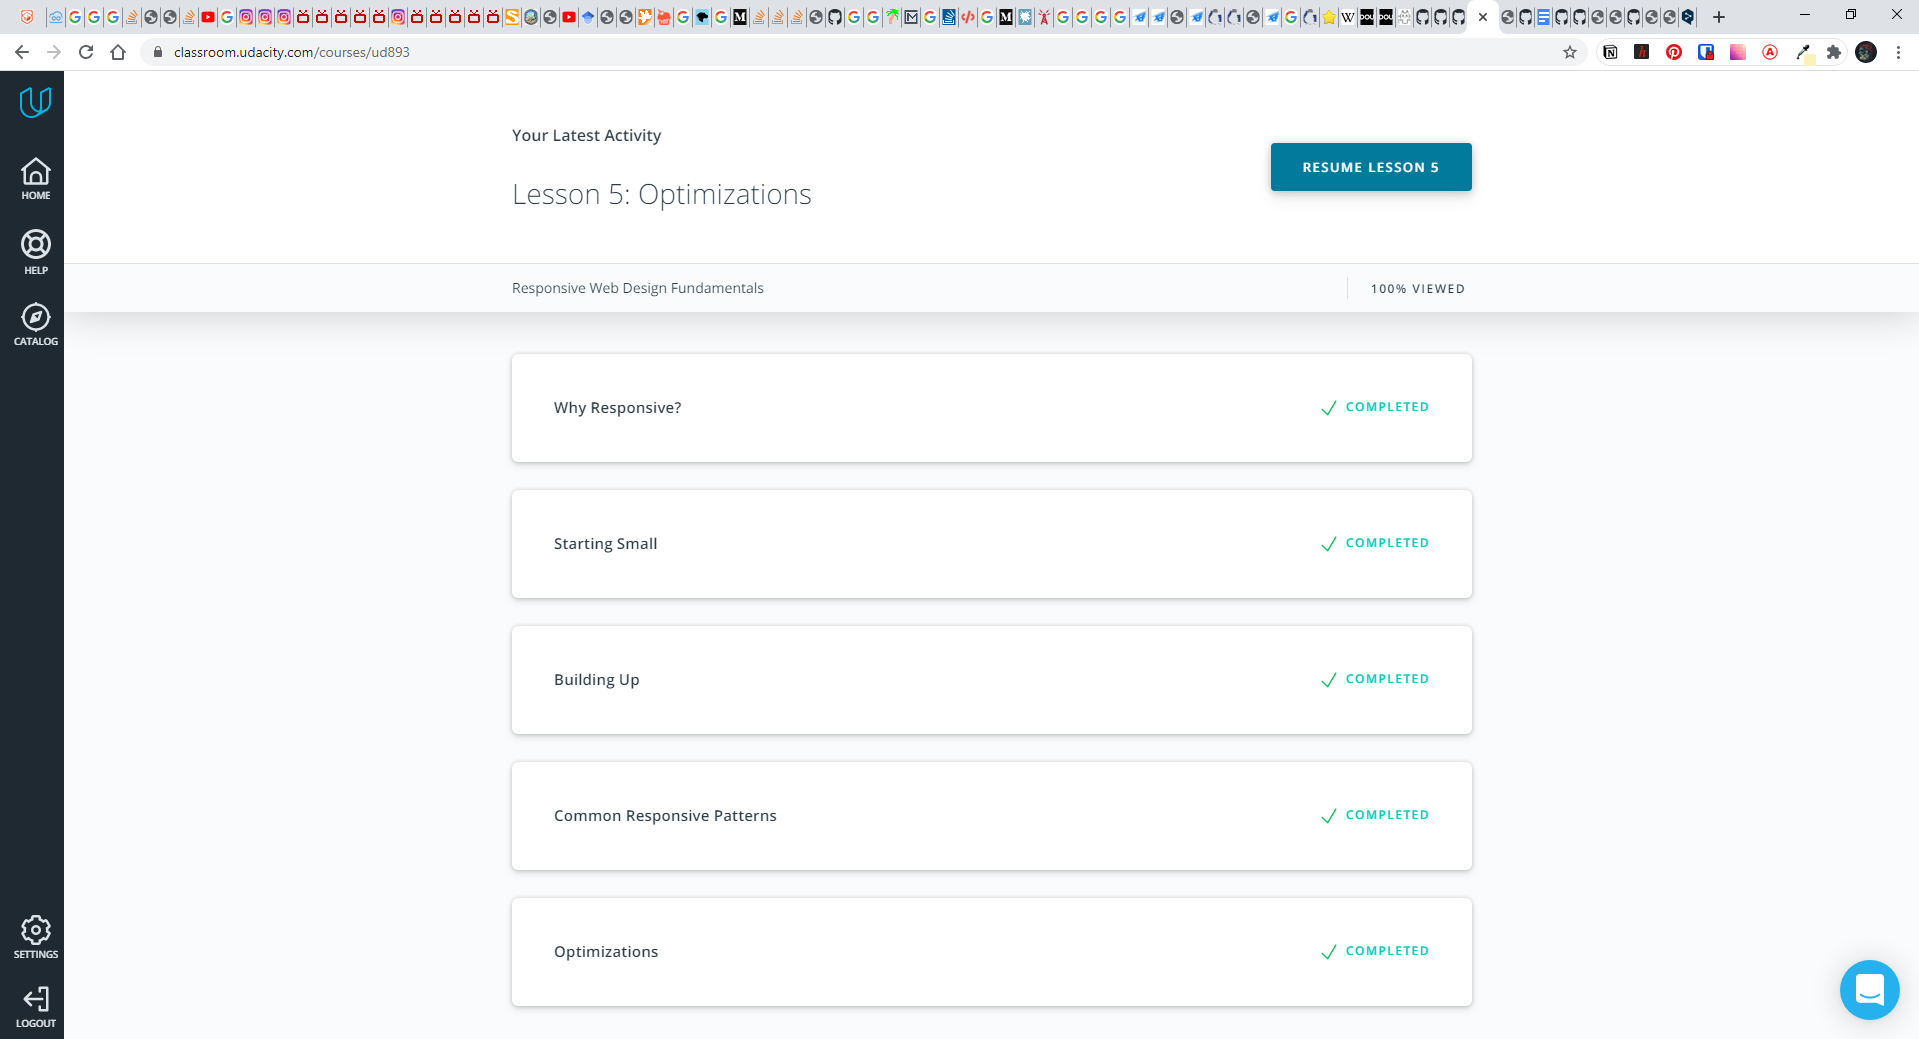 classroom.udacity.com/courses/ud893
HOME
HELP
CATALOG
SETTINGS
LOGOUT
Your Latest Activity
Lesson 5: Optimizations
RESUME LESSON 5
Responsive Web Design Fundamentals
100% VIEWED
Why Responsive?
COMPLETED
Starting Small
COMPLETED
Building Up
COMPLETED
Common Responsive Patterns
COMPLETED
Optimizations
COMPLETED